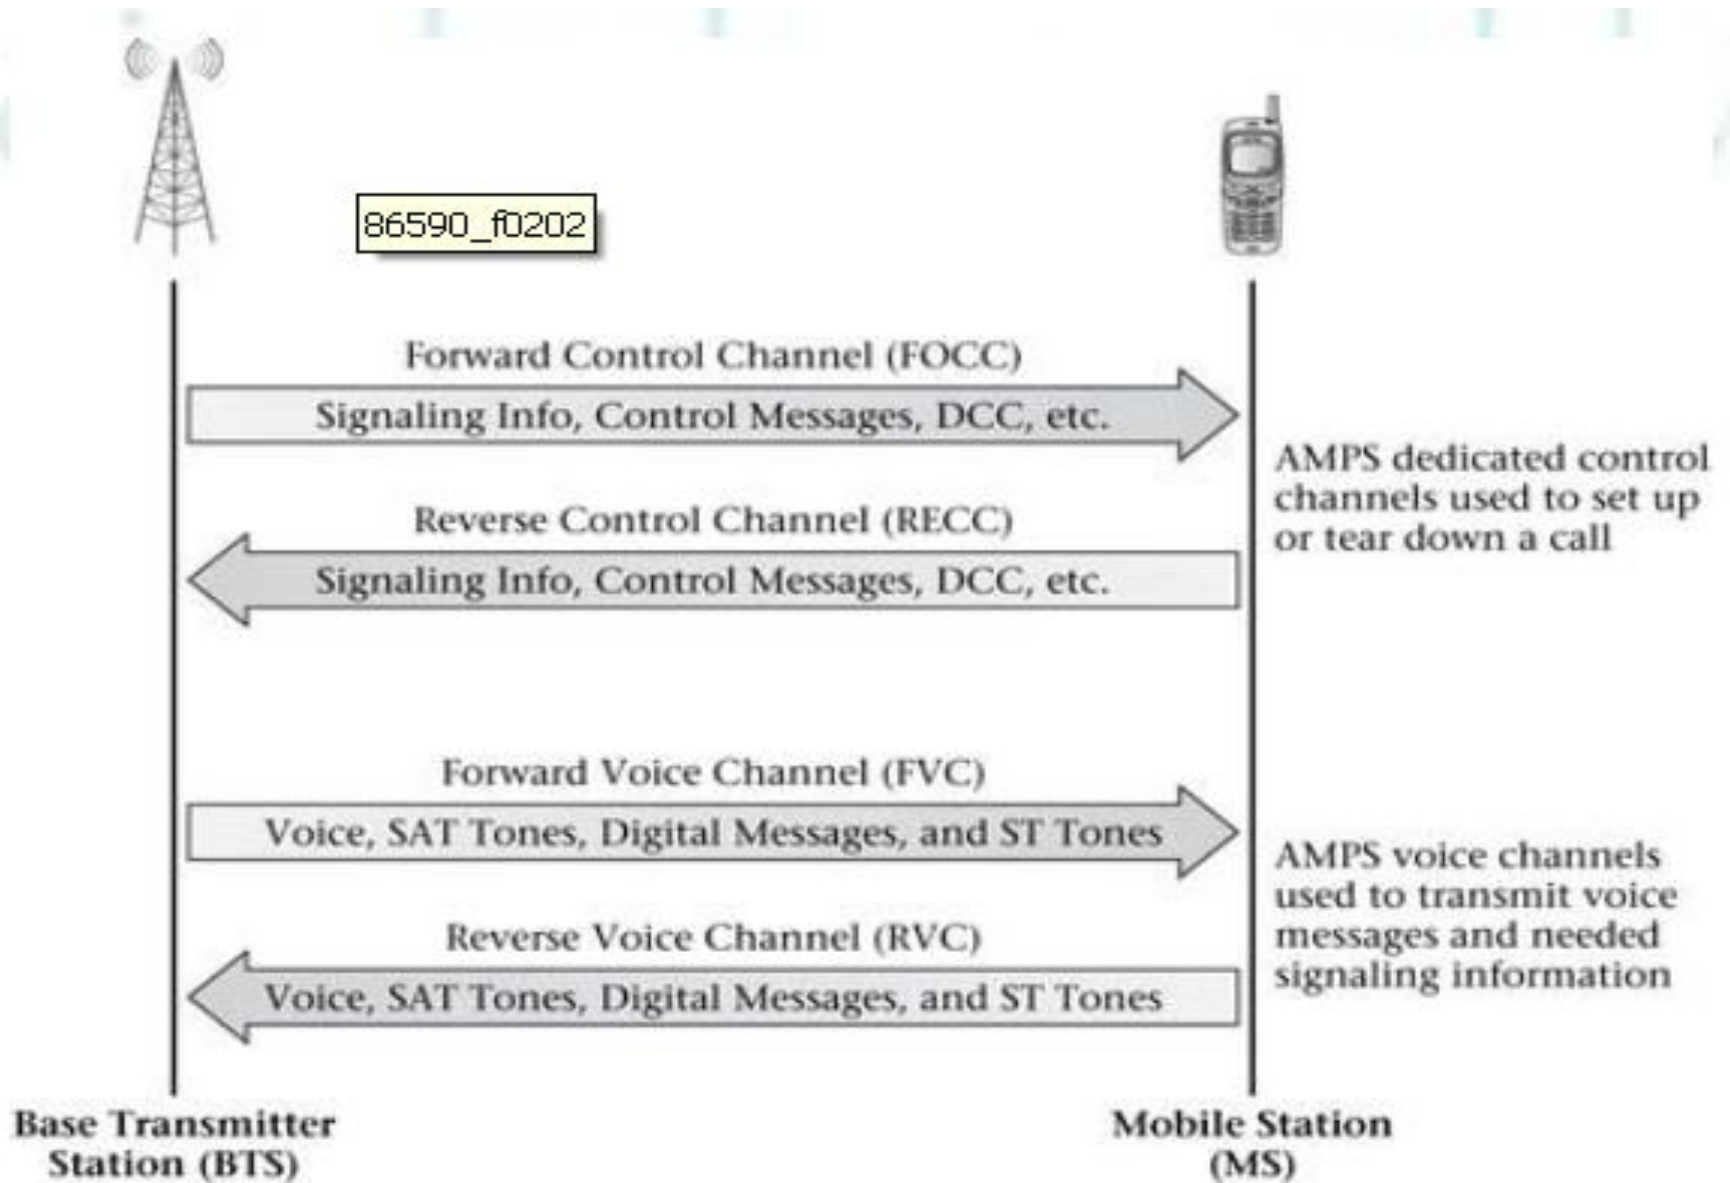 86590_f0202
Forward Control Channel (FOCC)
Signaling Info, Control Messages, DCC, etc.
Reverse Control Channel (RECC)
Signaling Info, Control Messages, DCC, etc.
AMPS dedicated control
channels used to set up
or tear down a call
Forward Voice Channel (FVC)
Voice, SAT Tones, Digital Messages, and ST Tones
Reverse Voice Channel (RVC)
Voice, SAT Tones, Digital Messages, and ST Tones
AMPS voice channels
used to transmit voice
messages and needed
signaling information
Base Transmitter
Station (BTS)
Mobile Station
(MS)